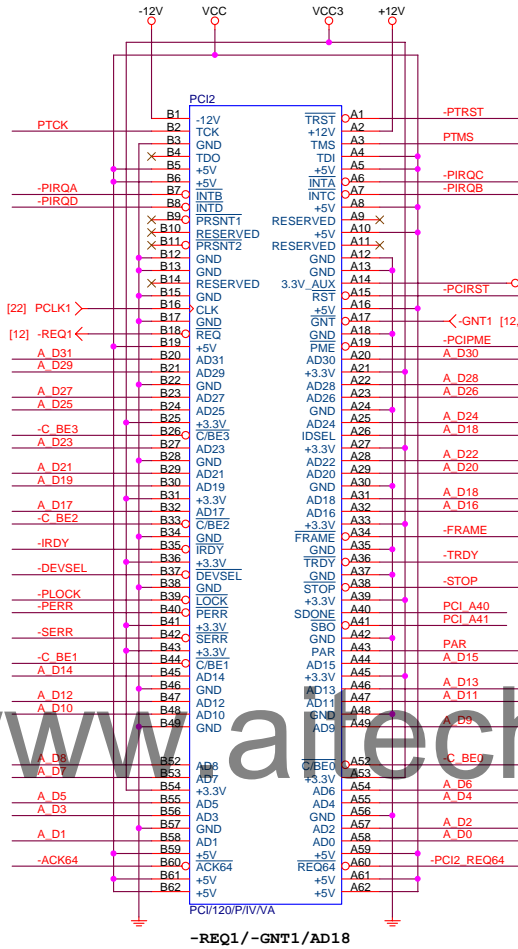 -12V VCC VCC3 +12V
PCI2
B1 -12V TRST A1 -PTRST
PTCK B2 TCK +12V A2
B3 GND TMS A3 PTMS
B4 TDO TDI A4
B5 +5V +5V A5
B6 +5V INTA A6 -PIRQC
-PIRQA B7 INTB INTC A7 -PIRQB
-PIRQD B8 INTD +5V A8
B9 PRSNT1 RESERVED A9
B10 RESERVED +5V A10
B11 PRSNT2 RESERVED A11
B12 GND GND A12
B13 GND GND A13
B14 RESERVED 3.3V_AUX A14
B15 GND RST A15 -PCIRST
[22] PCLK1 B16 CLK +5V A16
B17 GND GNT A17 -GNT1 [12,
[12] -REQ1 B18 REQ GND A18
B19 +5V PME A19 -PCIPME
A_D31 B20 AD31 AD30 A20 A_D30
A_D29 B21 AD29 +3.3V A21
B22 GND AD28 A22 A_D28
A_D27 B23 AD27 AD26 A23 A_D26
A_D25 B24 AD25 GND A24
B25 +3.3V AD24 A25 A_D24
-C_BE3 B26 C/BE3 IDSEL A26 A_D18
A_D23 B27 AD23 +3.3V A27
B28 GND AD22 A28 A_D22
A_D21 B29 AD21 AD20 A29 A_D20
A_D19 B30 AD19 GND A30
B31 +3.3V AD18 A31 A_D18
A_D17 B32 AD17 AD16 A32 A_D16
-C_BE2 B33 C/BE2 +3.3V A33
B34 GND FRAME A34 -FRAME
-IRDY B35 IRDY GND A35
B36 +3.3V TRDY A36 -TRDY
-DEVSEL B37 DEVSEL GND A37
B38 GND STOP A38 -STOP
-PLOCK B39 LOCK +3.3V A39
-PERR B40 PERR SDONE A40 PCI_A40
B41 +3.3V SBO A41 PCI_A41
-SERR B42 SERR GND A42
B43 +3.3V PAR A43 PAR
-C_BE1 B44 C/BE1 AD15 A44 A_D15
A_D14 B45 AD14 +3.3V A45
B46 GND AD13 A46 A_D13
A_D12 B47 AD12 AD11 A47 A_D11
A_D10 B48 AD10 GND A48
B49 GND AD9 A49 A_D9
www.aitech
A_D8 B52 AD8 C/BE0 A52 -C_BE0
A_D7 B53 AD7 +3.3V A53
B54 +3.3V AD6 A54 A_D6
A_D5 B55 AD5 AD4 A55 A_D4
A_D3 B56 AD3 GND A56
B57 GND AD2 A57 A_D2
A_D1 B58 AD1 AD0 A58 A_D0
B59 +5V +5V A59
-ACK64 B60 ACK64 REQ64 A60 -PCI2_REQ64
B61 +5V +5V A61
B62 +5V +5V A62
PCI/120/P/IV/VA
-REQ1/-GNT1/AD18